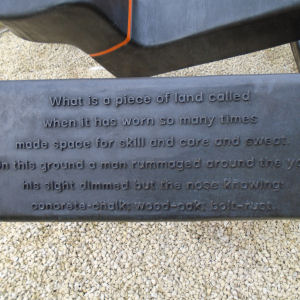 What is a piece of land called
when it has worn so many times
made space for skill and care and sweat.
On this ground a man rummaged around the yo
his sight dimmed but the nose knowing:
concrete-chalk; wood-oak; bolt-rust.